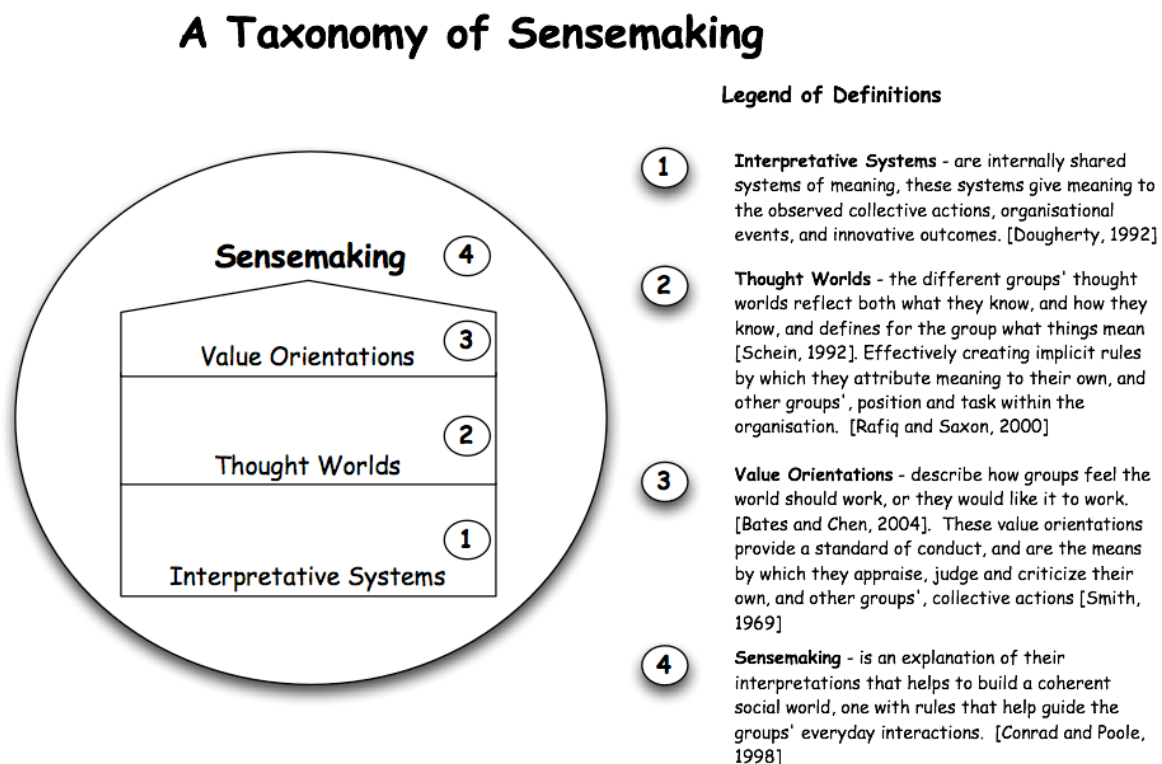 A Taxonomy of Sensemaking
Sensemaking
4
3
Value Orientations
2
Thought Worlds
1
Interpretative Systems
Legend of Definitions
1
Interpretative Systems - are internally shared
systems of meaning, these systems give meaning to
the observed collective actions, organisational
events, and innovative outcomes. [Dougherty, 1992]
2
Thought Worlds - the different groups' thought
worlds reflect both what they know, and how they
know, and defines for the group what things mean
[Schein, 1992]. Effectively creating implicit rules
by which they attribute meaning to their own, and
other groups', position and task within the
organisation. [Rafiq and Saxon, 2000]
3
Value Orientations - describe how groups feel the
world should work, or they would like it to work.
[Bates and Chen, 2004]. These value orientations
provide a standard of conduct, and are the means
by which they appraise, judge and criticize their
own, and other groups', collective actions [Smith,
1969]
4
Sensemaking - is an explanation of their
interpretations that helps to build a coherent
social world, one with rules that help guide the
groups' everyday interactions. [Conrad and Poole,
1998]